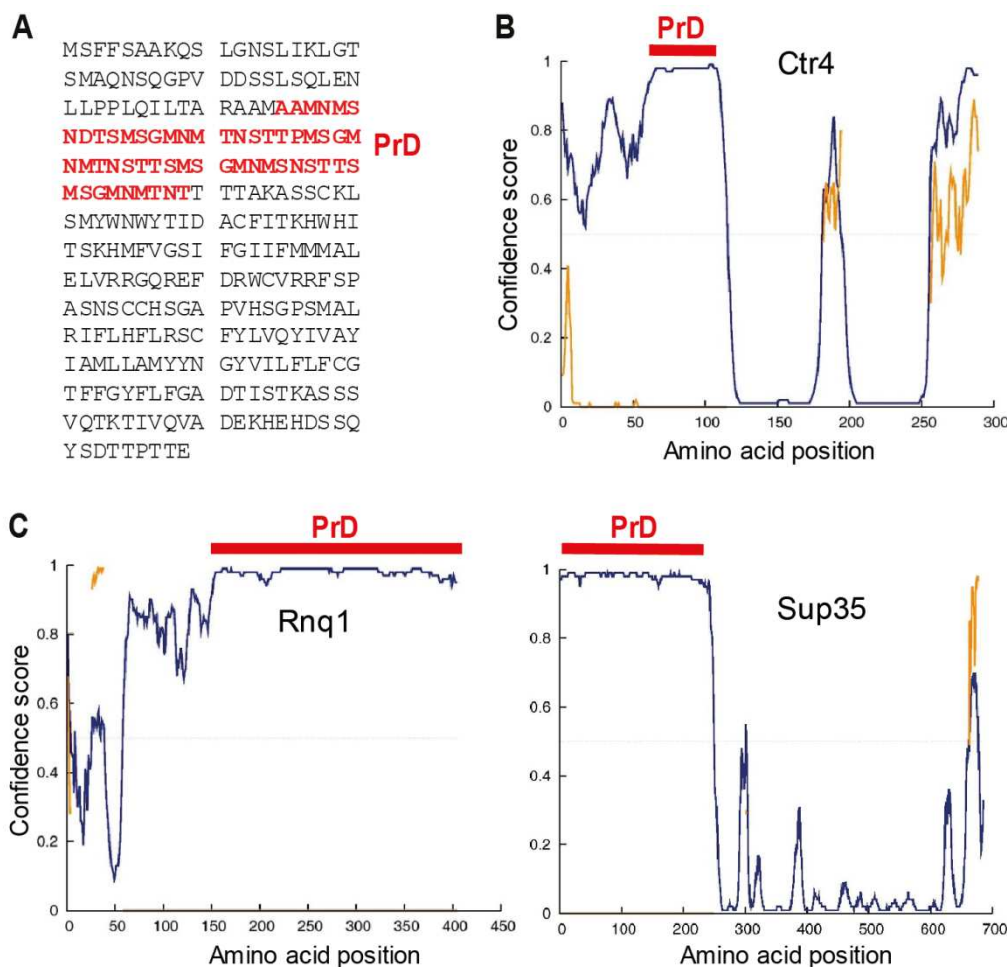 A
MSFFSAAKQS LGNSLIKLGT
SMAQNSQGPV DDSSLSQLEN
LLPPLQILTA RAAMAAMNMS
NDTSMSGMNM TNSTTPMSGM
NMTNSTTSMS GMNMSNSTTS
MSGMNMTNTT TTAKASSCKL
SMYWNWYTID ACFITKHWHI
TSKHMFVGSI FGIIFMMMAL
ELVRRGQREF DRWCVRRFSP
ASNSCCHSGA PVHSGPSMAL
RIFLHFLRSC FYLVQYIVAY
IAMLLAMYYN GYVILFLFCG
TFFGYFLFGA DTISTKASSS
VQTKTIVQVA DEKHEHDSSQ
YSDTTPTTE
PrD
B
PrD
Ctr4
Confidence score
1
0.8
0.6
0.4
0.2
0
0 50 100 150 200 250 300
Amino acid position
C
PrD
Rnq1
Confidence score
1
0.8
0.6
0.4
0.2
0
0 50 100 150 200 250 300 350 400 450
Amino acid position
PrD
Sup35
1
0.8
0.6
0.4
0.2
0
0 100 200 300 400 500 600 700
Amino acid position